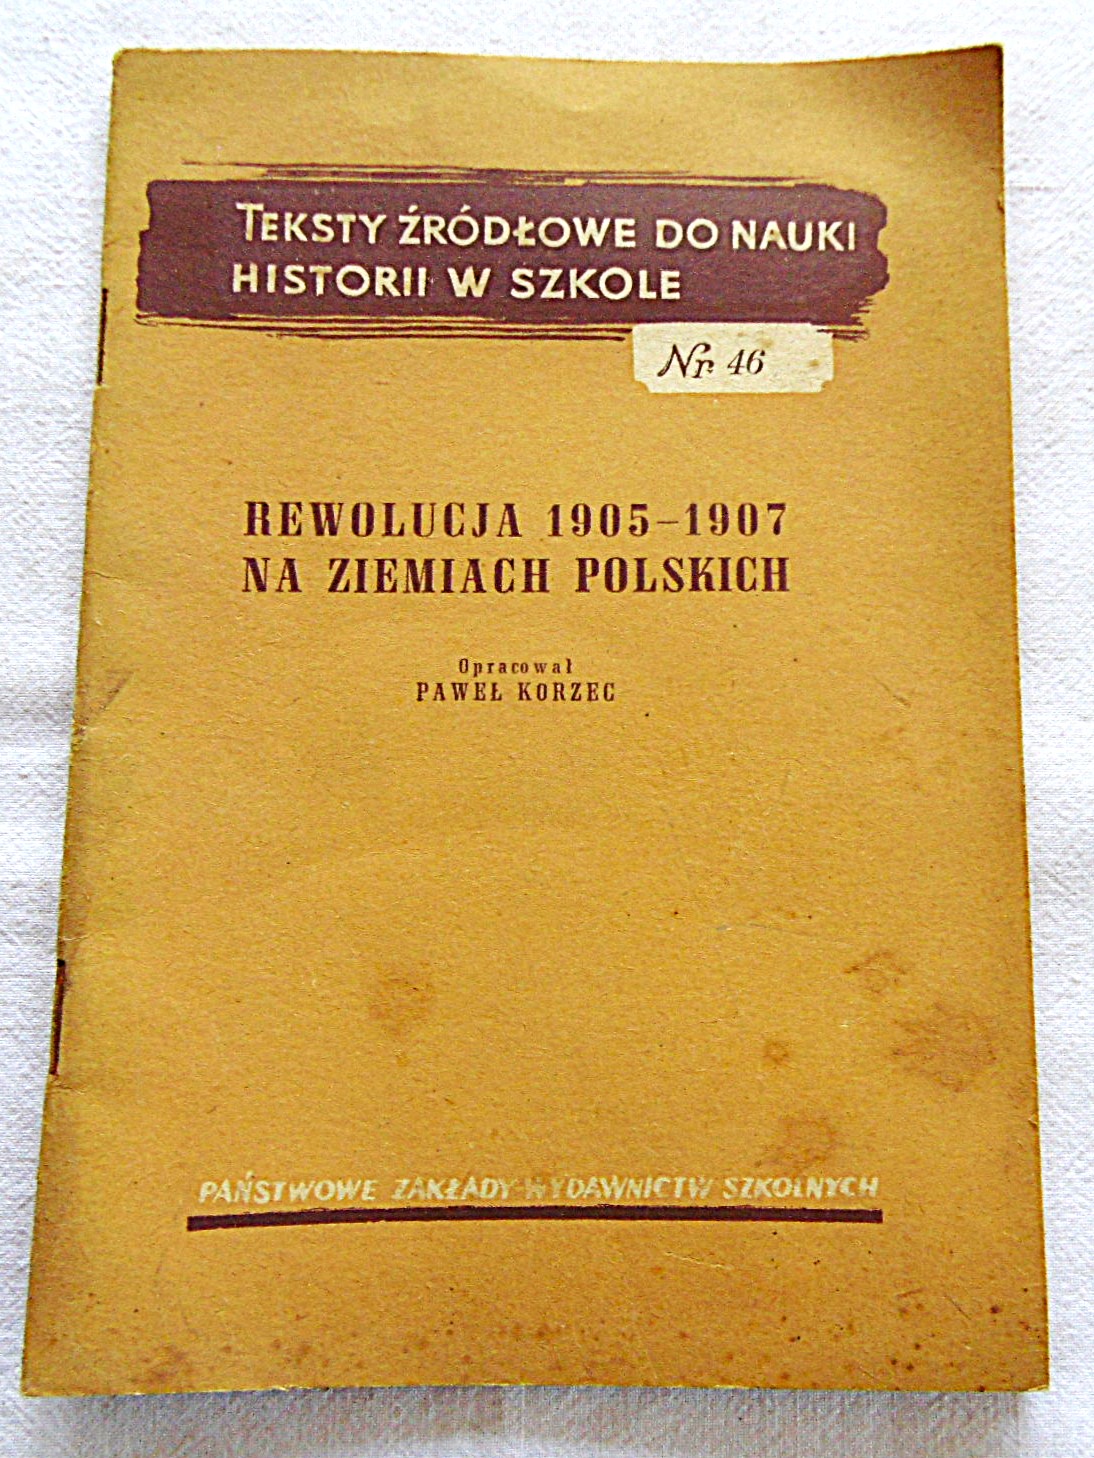 TEKSTY ŹRÓDŁOWE DO NAUKI
HISTORII W SZKOLE
Nr 46
REWOLUCJA 1905–1907
NA ZIEMIACH POLSKICH
Opracował
PAWEŁ KORZEC
PAŃSTWOWE ZAKŁADY WYDAWNICTW SZKOLNYCH